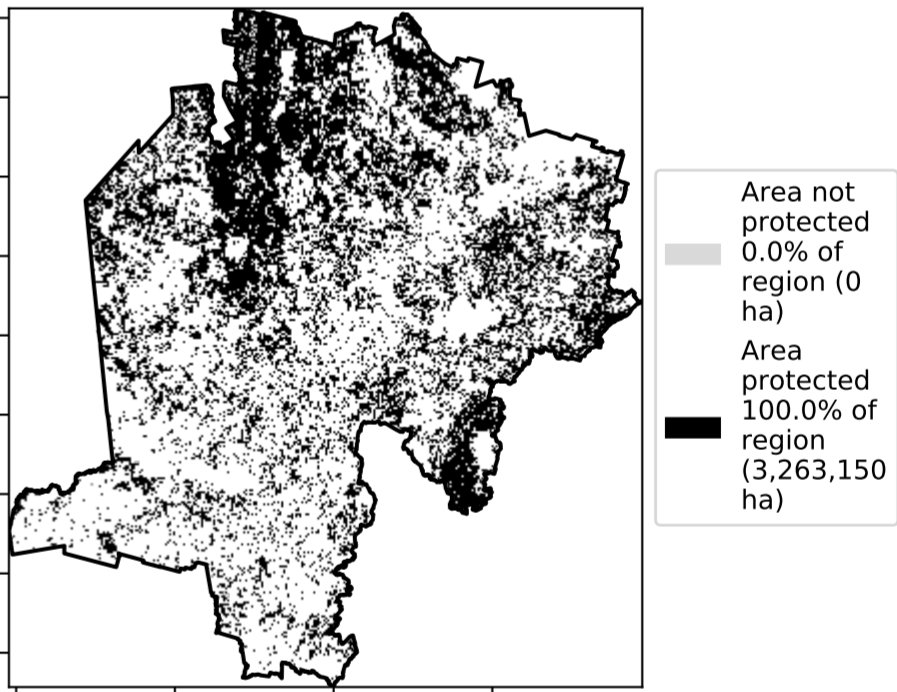 Area not
protected
0.0% of
region (0
ha)
Area
protected
100.0% of
region
(3,263,150
ha)